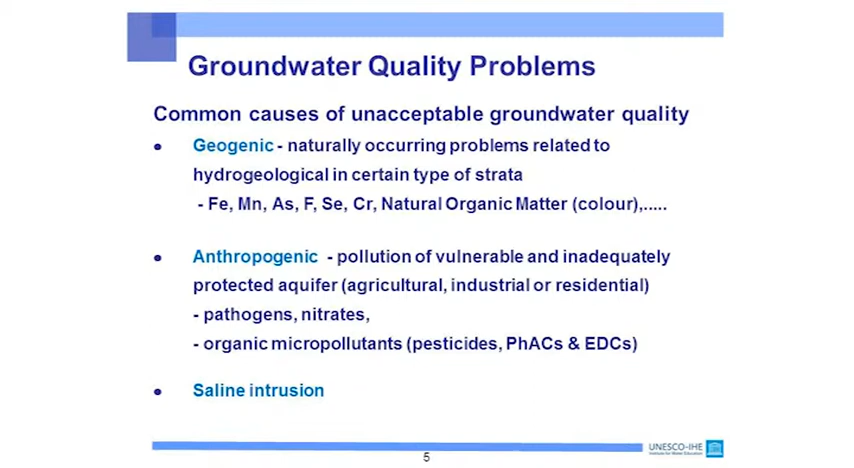 Groundwater Quality Problems
Common causes of unacceptable groundwater quality
● Geogenic - naturally occurring problems related to
hydrogeological in certain type of strata
- Fe, Mn, As, F, Se, Cr, Natural Organic Matter (colour),.....
● Anthropogenic - pollution of vulnerable and inadequately
protected aquifer (agricultural, industrial or residential)
- pathogens, nitrates,
- organic micropollutants (pesticides, PhACs & EDCs)
● Saline intrusion
UNESCO-IHE
Institute for Water Education
5